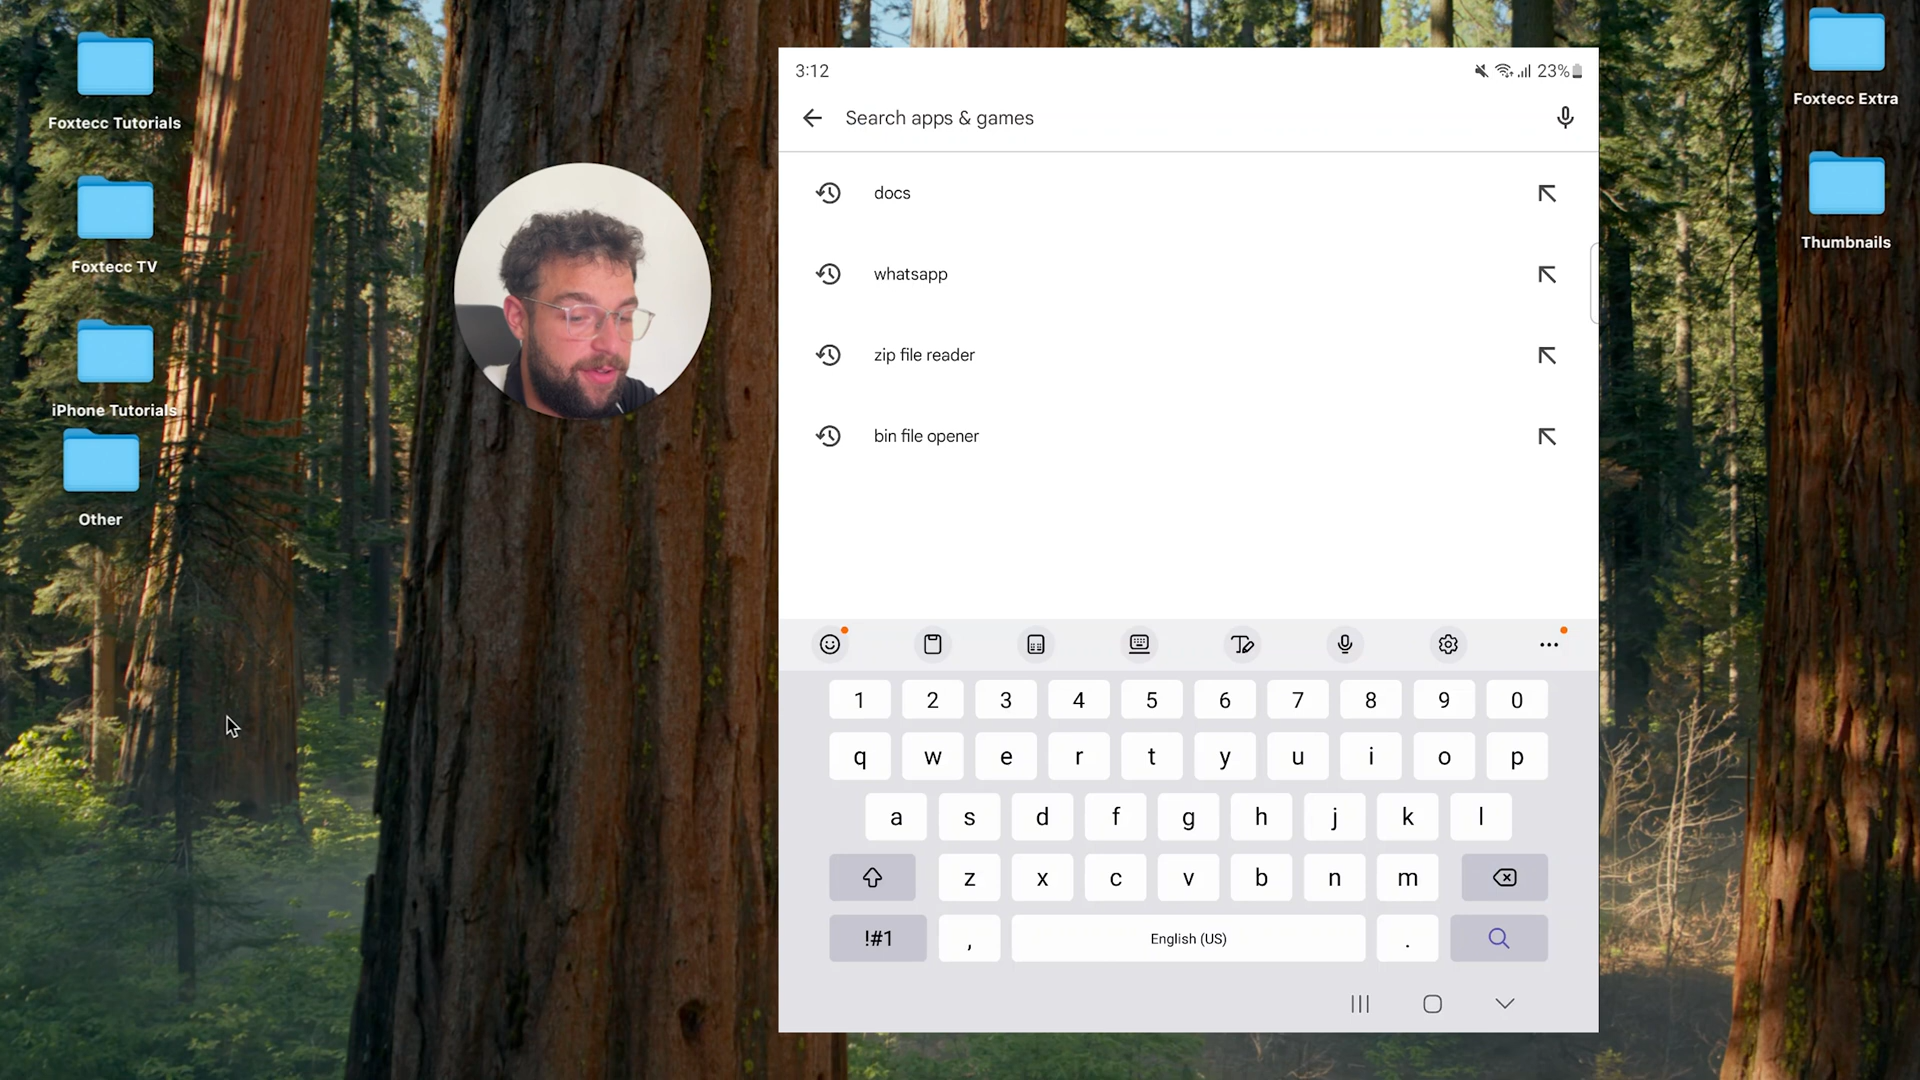 Foxtecc Tutorials
Foxtecc TV
iPhone Tutorials
Other
3:12
23%
Search apps & games
docs
whatsapp
zip file reader
bin file opener
1 2 3 4 5 6 7 8 9 0
q w e r t y u i o p
a s d f g h j k l
z x c v b n m
!#1 , English (US) .
Foxtecc Extra
Thumbnails